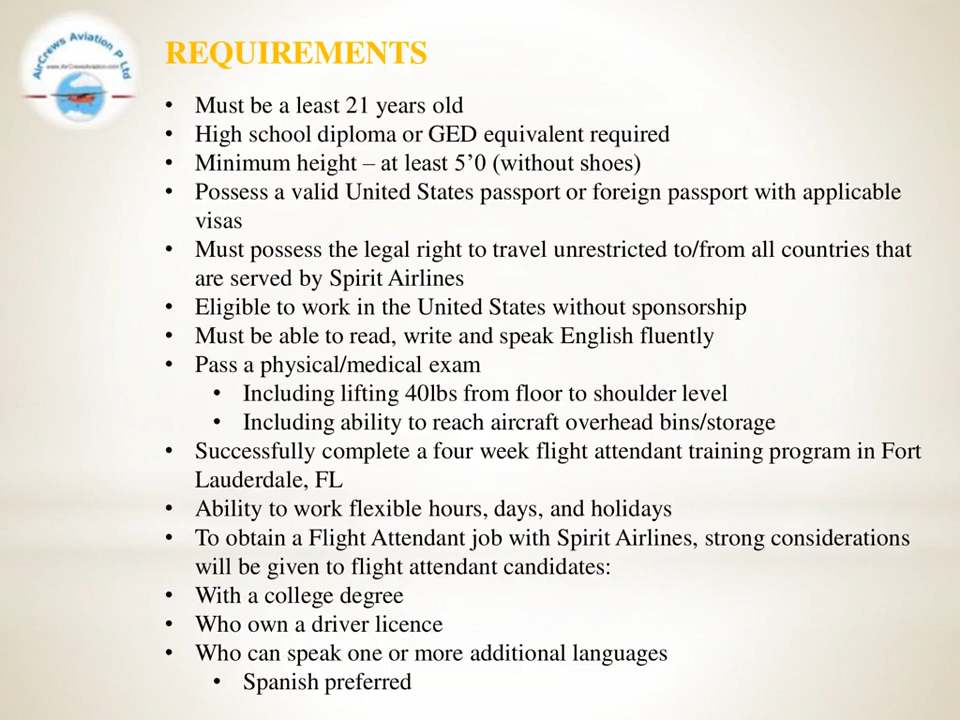 AirCrews Aviation P Ltd
www.AirCrewsAviation.com
REQUIREMENTS
• Must be a least 21 years old
• High school diploma or GED equivalent required
• Minimum height – at least 5’0 (without shoes)
• Possess a valid United States passport or foreign passport with applicable
visas
• Must possess the legal right to travel unrestricted to/from all countries that
are served by Spirit Airlines
• Eligible to work in the United States without sponsorship
• Must be able to read, write and speak English fluently
• Pass a physical/medical exam
• Including lifting 40lbs from floor to shoulder level
• Including ability to reach aircraft overhead bins/storage
• Successfully complete a four week flight attendant training program in Fort
Lauderdale, FL
• Ability to work flexible hours, days, and holidays
• To obtain a Flight Attendant job with Spirit Airlines, strong considerations
will be given to flight attendant candidates:
• With a college degree
• Who own a driver licence
• Who can speak one or more additional languages
• Spanish preferred